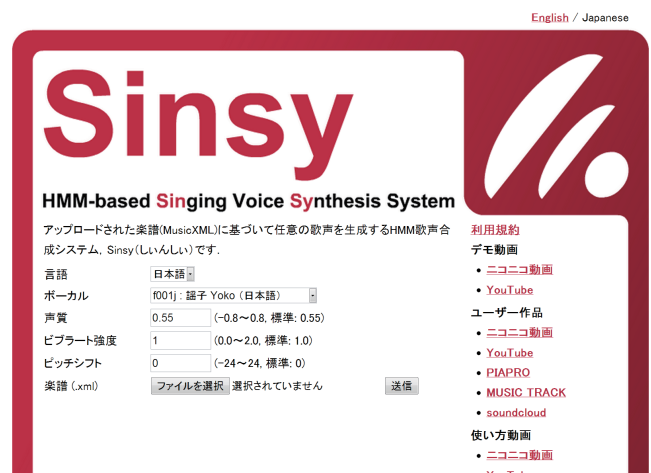 English / Japanese
Sinsy
HMM-based Singing Voice Synthesis System
アップロードされた楽譜(MusicXML)に基づいて任意の歌声を生成するHMM歌声合
成システム, Sinsy(しぃんしぃ)です.
言語 日本語
ボーカル f001j : 謡子 Yoko (日本語)
声質 0.55 (-0.8～0.8, 標準: 0.55)
ビブラート強度 1 (0.0～2.0, 標準: 1.0)
ピッチシフト 0 (-24～24, 標準: 0)
楽譜 (.xml) ファイルを選択 選択されていません 送信
利用規約
デモ動画
ニコニコ動画
YouTube
ユーザー作品
ニコニコ動画
YouTube
PIAPRO
MUSIC TRACK
soundcloud
使い方動画
ニコニコ動画